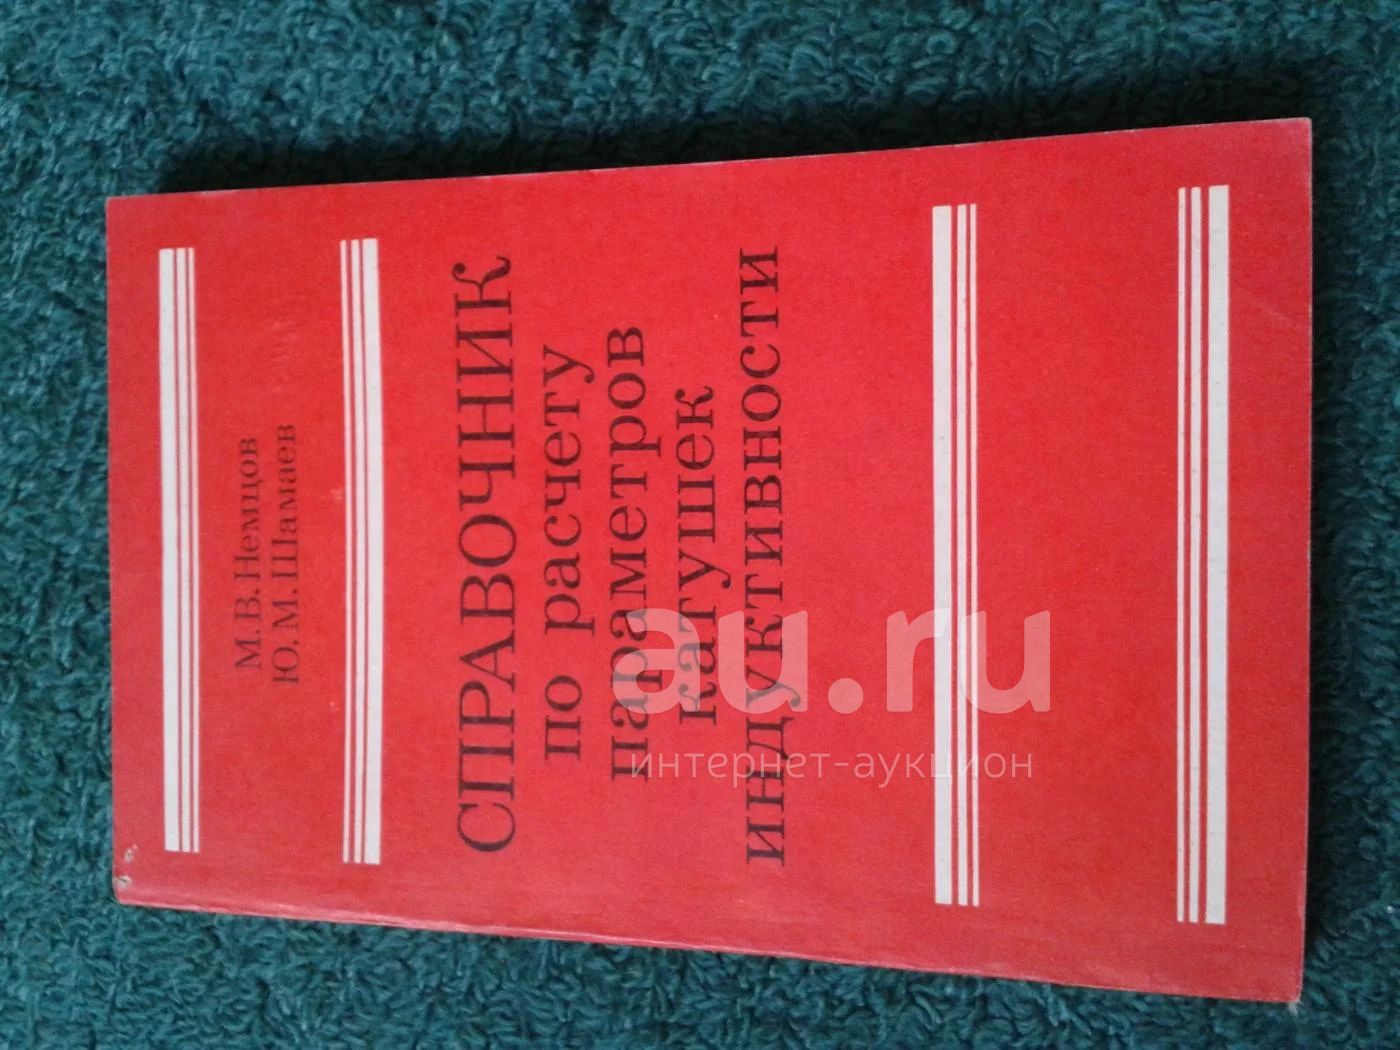 М.В.Немцов
Ю.М.Шамаев
СПРАВОЧНИК
по расчету
параметров
катушек
индуктивности
au.ru
интернет-аукцион